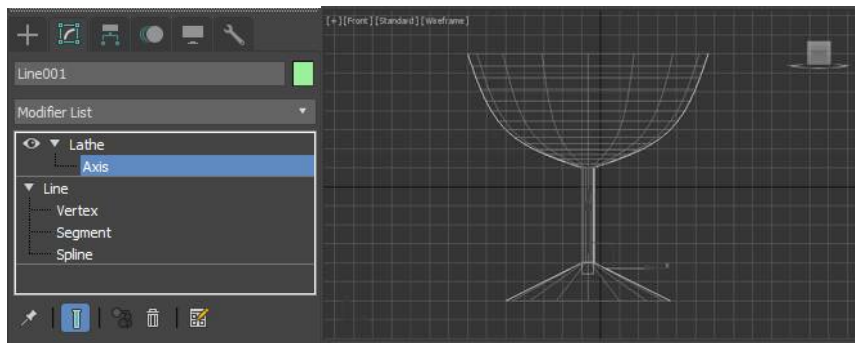 [+] [Front] [Standard] [Wireframe]
Line001
Modifier List
Lathe
Axis
Line
Vertex
Segment
Spline
x